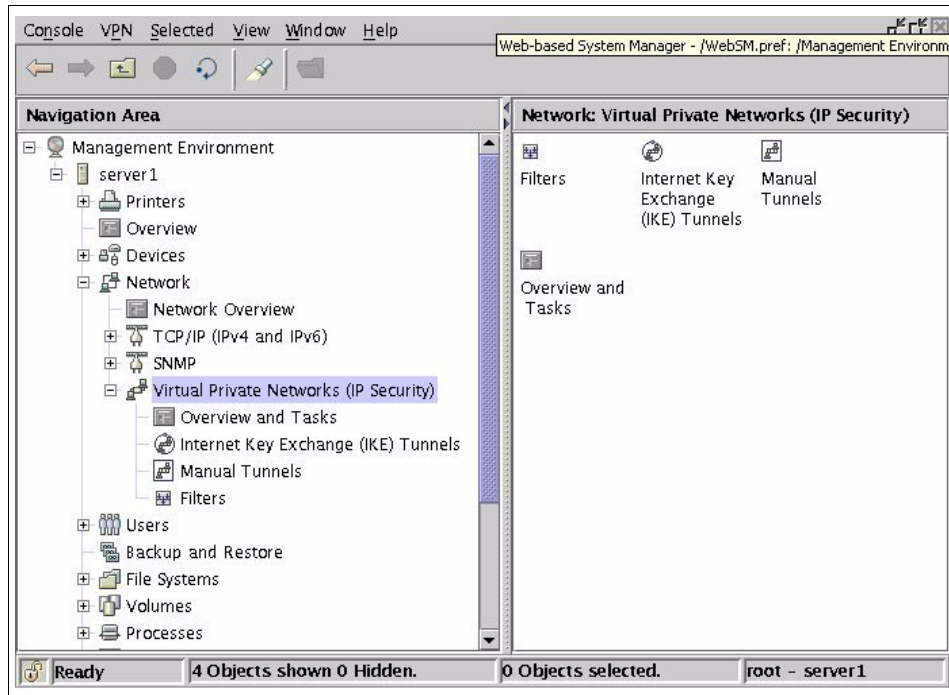 Console VPN Selected View Window Help
Web-based System Manager - /WebSM.pref: /Management Environm
Navigation Area
Management Environment
server1
Printers
Overview
Devices
Network
Network Overview
TCP/IP (IPv4 and IPv6)
SNMP
Virtual Private Networks (IP Security)
Overview and Tasks
Internet Key Exchange (IKE) Tunnels
Manual Tunnels
Filters
Users
Backup and Restore
File Systems
Volumes
Processes
Network: Virtual Private Networks (IP Security)
Filters
Internet Key
Exchange
(IKE) Tunnels
Manual
Tunnels
Overview and
Tasks
Ready
4 Objects shown 0 Hidden.
0 Objects selected.
root - server1